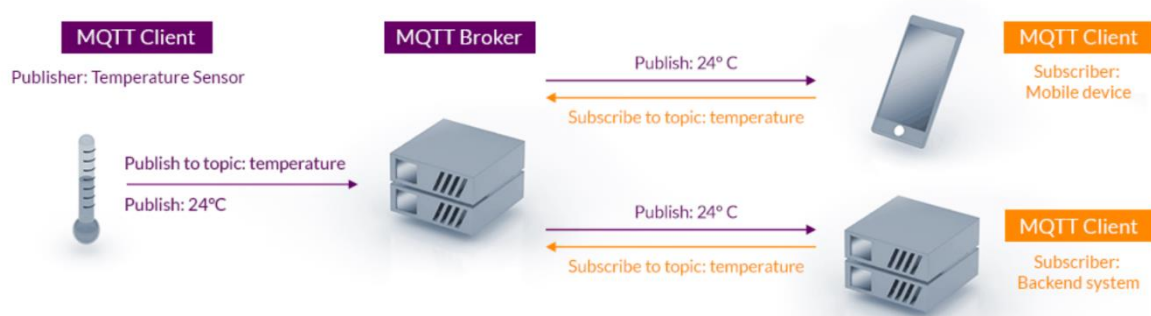 MQTT Client
Publisher: Temperature Sensor
Publish to topic: temperature
Publish: 24°C
MQTT Broker
Publish: 24° C
Subscribe to topic: temperature
MQTT Client
Subscriber:
Mobile device
Publish: 24° C
Subscribe to topic: temperature
MQTT Client
Subscriber:
Backend system